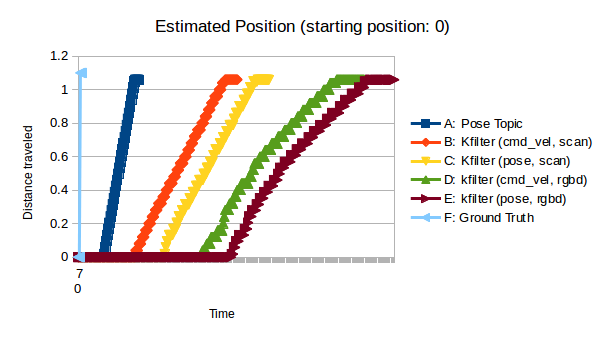 Estimated Position (starting position: 0)
Distance traveled
1.2
1
0.8
0.6
0.4
0.2
0
7
0
Time
A: Pose Topic
B: Kfilter (cmd_vel, scan)
C: Kfilter (pose, scan)
D: kfilter (cmd_vel, rgbd)
E: kfilter (pose, rgbd)
F: Ground Truth